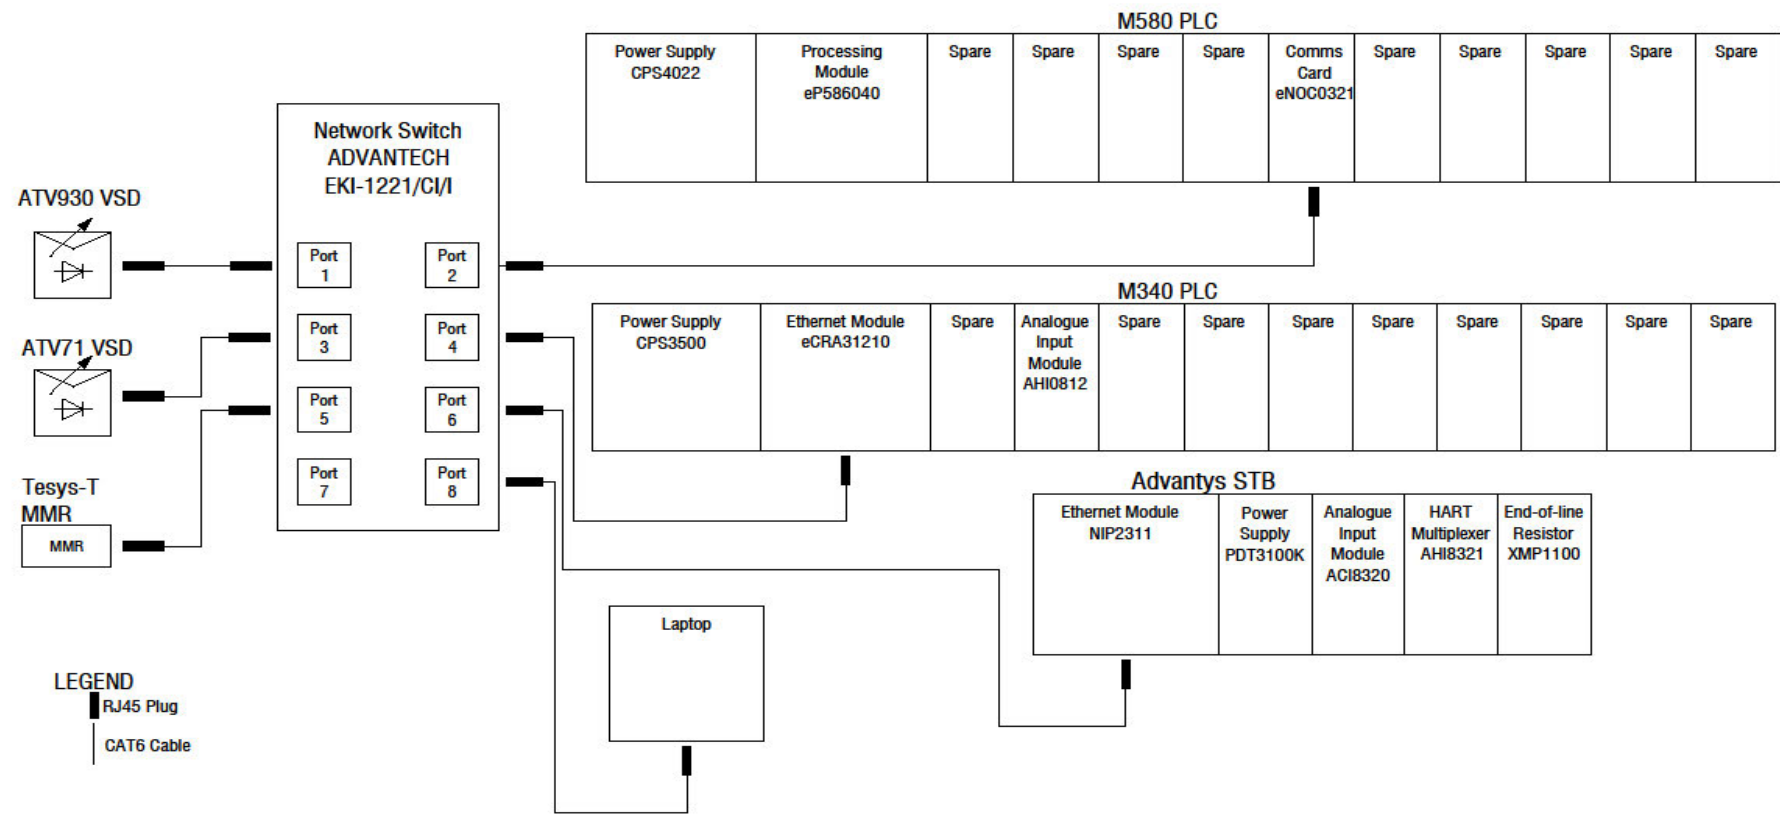 M580 PLC
Power Supply
CPS4022
Processing
Module
eP586040
Spare
Spare
Spare
Spare
Comms
Card
eNOC0321
Spare
Spare
Spare
Spare
Spare
Network Switch
ADVANTECH
EKI-1221/CI/I
Port
1
Port
2
Port
3
Port
4
Port
5
Port
6
Port
7
Port
8
ATV930 VSD
ATV71 VSD
Tesys-T
MMR
MMR
M340 PLC
Power Supply
CPS3500
Ethernet Module
eCRA31210
Spare
Analogue
Input
Module
AHI0812
Spare
Spare
Spare
Spare
Spare
Spare
Spare
Spare
Advantys STB
Ethernet Module
NIP2311
Power
Supply
PDT3100K
Analogue
Input
Module
ACI8320
HART
Multiplexer
AHI8321
End-of-line
Resistor
XMP1100
Laptop
LEGEND
RJ45 Plug
CAT6 Cable